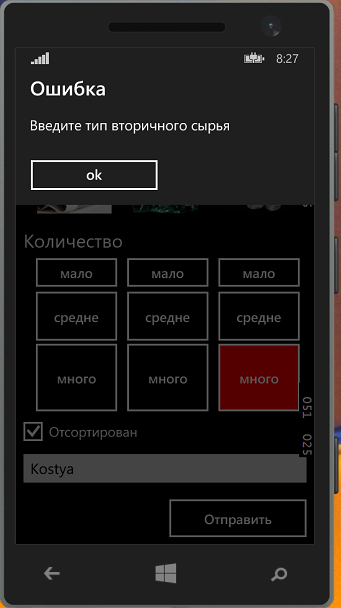 8:27
Ошибка
Введите тип вторичного сырья
ok
Количество
мало мало мало
средне средне средне
много много много
051 025
Отсортирован
Kostya
Отправить